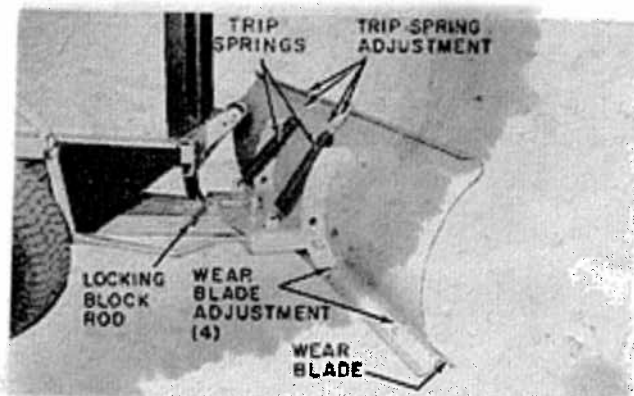 TRIP
SPRINGS
TRIP SPRING
ADJUSTMENT
LOCKING
BLOCK
ROD
WEAR
BLADE
ADJUSTMENT
(4)
WEAR
BLADE